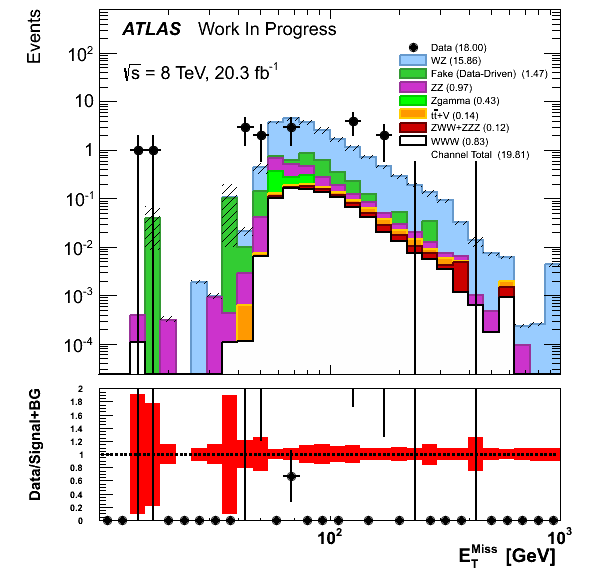 Events
10²
10
1
10⁻¹
10⁻²
10⁻³
10⁻⁴
ATLAS Work In Progress
√s = 8 TeV, 20.3 fb⁻¹
Data (18.00)
WZ (15.86)
Fake (Data-Driven) (1.47)
ZZ (0.97)
Zgamma (0.43)
tt̄+V (0.14)
ZWW+ZZZ (0.12)
WWW (0.83)
Channel Total (19.81)
Data/Signal+BG
2
1.8
1.6
1.4
1.2
1
0.8
0.6
0.4
0.2
0
10² 10³
E_T^Miss [GeV]